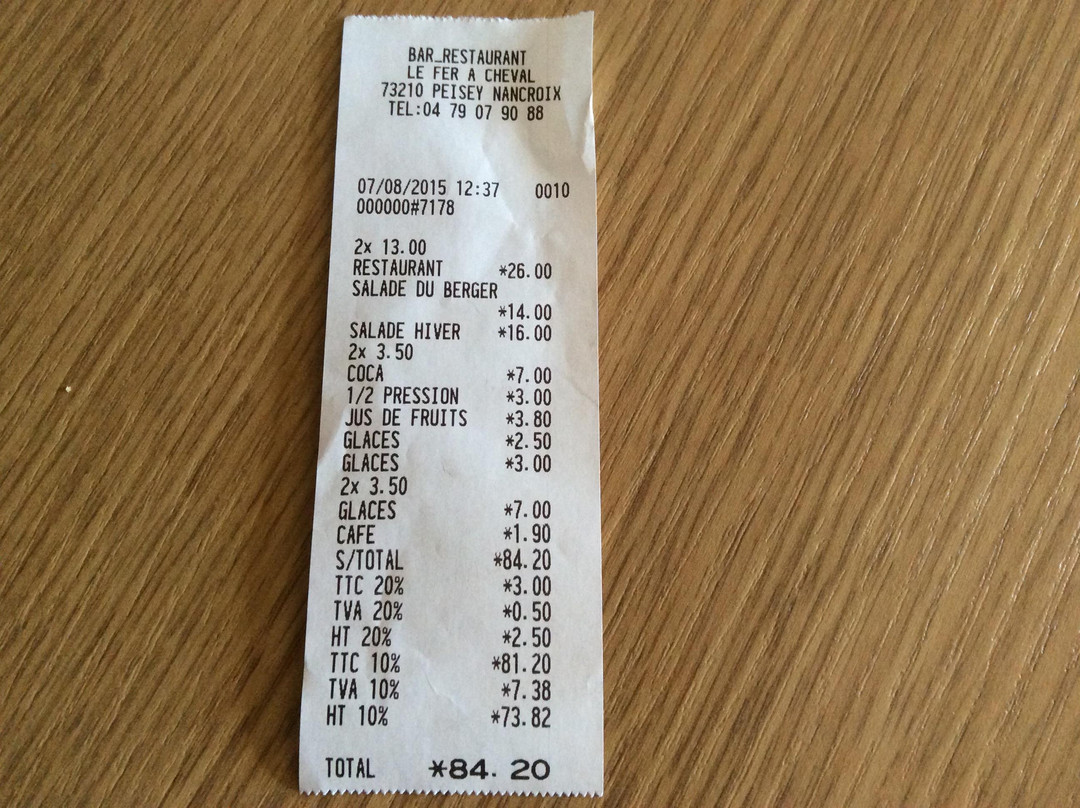 BAR_RESTAURANT
LE FER A CHEVAL
73210 PEISEY NANCROIX
TEL:04 79 07 90 88
07/08/2015 12:37 0010
000000#7178
2x 13.00
RESTAURANT *26.00
SALADE DU BERGER
*14.00
SALADE HIVER *16.00
2x 3.50
COCA *7.00
1/2 PRESSION *3.00
JUS DE FRUITS *3.80
GLACES *2.50
GLACES *3.00
2x 3.50
GLACES *7.00
CAFE *1.90
S/TOTAL *84.20
TTC 20% *3.00
TVA 20% *0.50
HT 20% *2.50
TTC 10% *81.20
TVA 10% *7.38
HT 10% *73.82
TOTAL *84.20